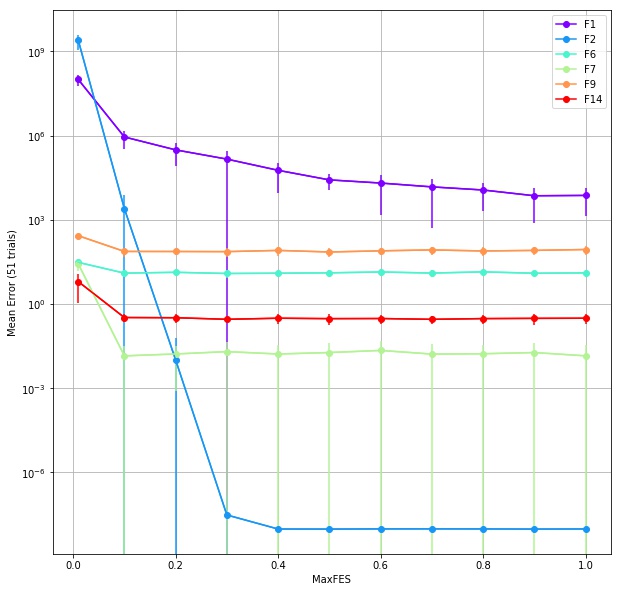 F1
F2
F6
F7
F9
F14
10⁹
10⁶
10³
10⁰
10⁻³
10⁻⁶
Mean Error (51 trials)
0.0 0.2 0.4 0.6 0.8 1.0
MaxFES